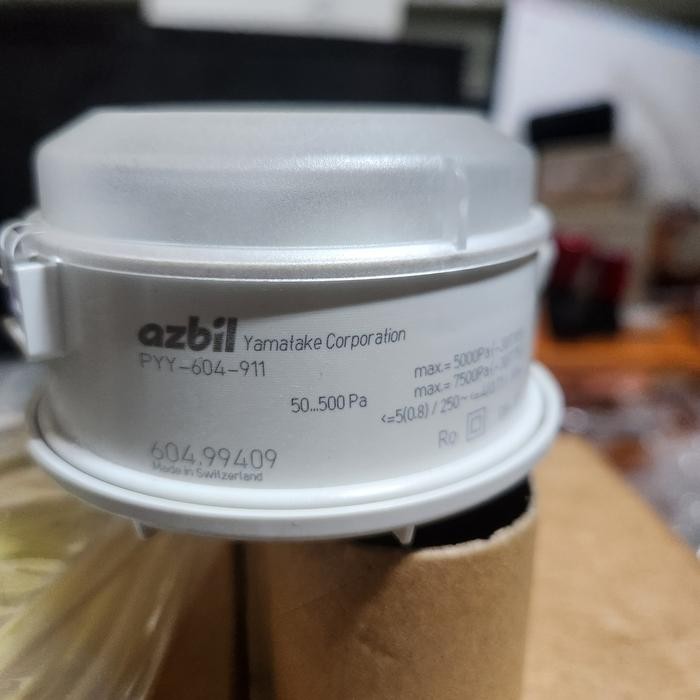 azbil Yamatake Corporation
PYY-604-911
max.= 5000Pa
max.= 7500Pa
50...500 Pa
<=5(0.8) / 250~
604.99409
Made in Switzerland
Ro